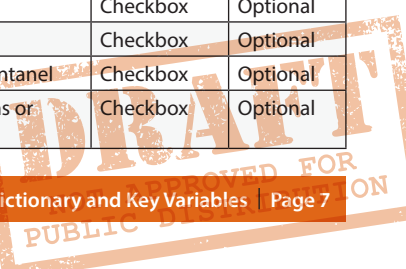 Checkbox Optional
Checkbox Optional
ntanel Checkbox Optional
ns or Checkbox Optional
DRAFT
NOT APPROVED FOR
PUBLIC DISTRIBUTION
ictionary and Key Variables | Page 7